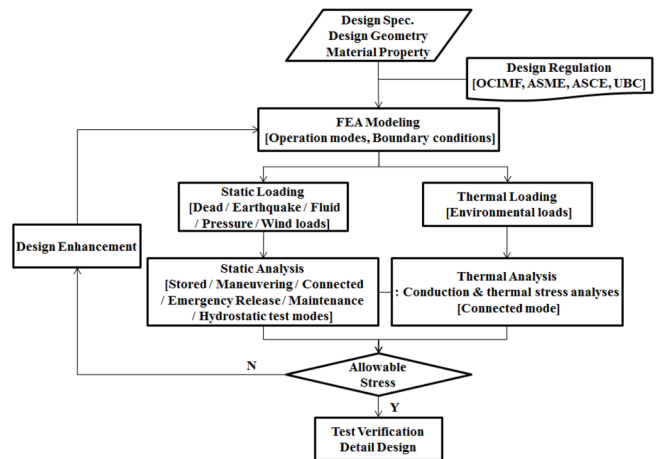 Design Spec.
Design Geometry
Material Property
Design Regulation
[OCIMF, ASME, ASCE, UBC]
FEA Modeling
[Operation modes, Boundary conditions]
Static Loading
[Dead / Earthquake / Fluid
/ Pressure / Wind loads]
Thermal Loading
[Environmental loads]
Design Enhancement
Static Analysis
[Stored / Maneuvering / Connected
/ Emergency Release / Maintenance
/ Hydrostatic test modes]
Thermal Analysis
: Conduction & thermal stress analyses
[Connected mode]
Allowable
Stress
N
Y
Test Verification
Detail Design